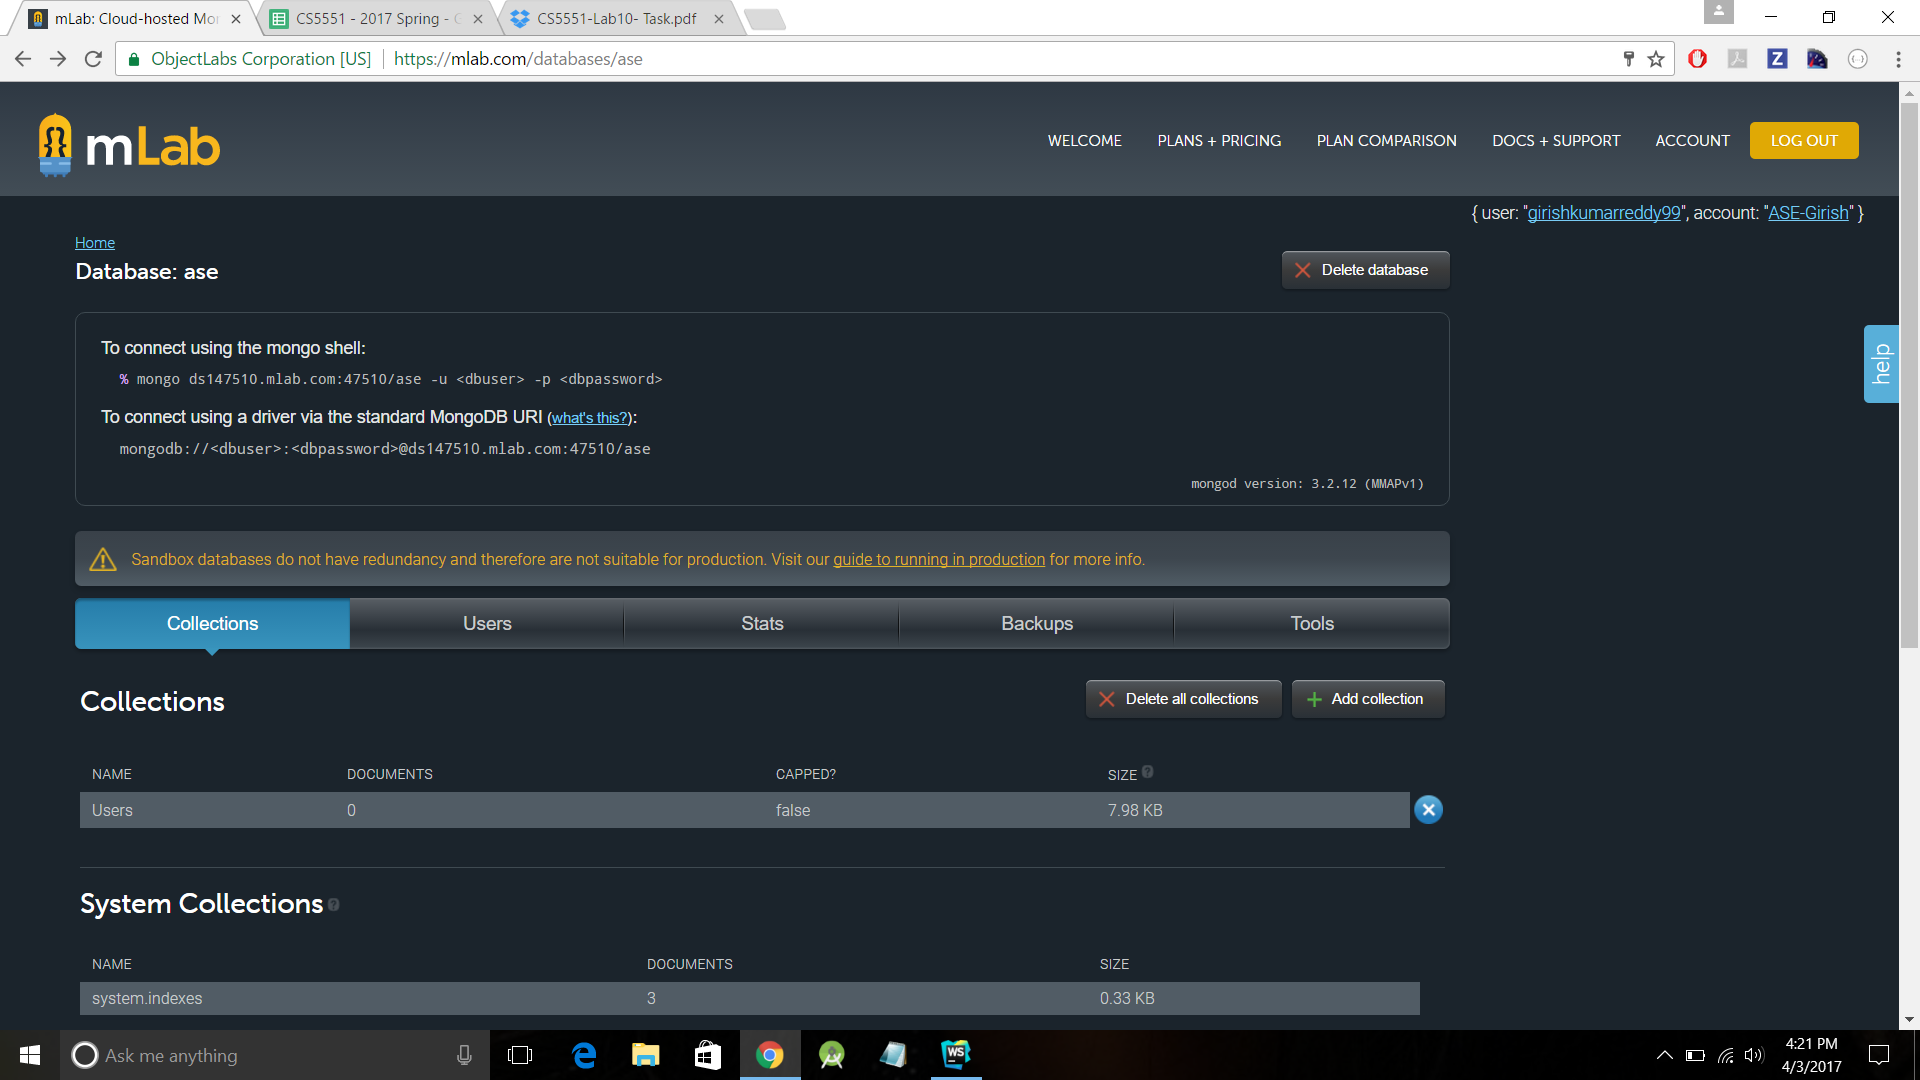 mLab: Cloud-hosted Mo
CS5551 - 2017 Spring -
CS5551-Lab10- Task.pdf
ObjectLabs Corporation [US]
https://mlab.com/databases/ase
mLab
WELCOME
PLANS + PRICING
PLAN COMPARISON
DOCS + SUPPORT
ACCOUNT
LOG OUT
{ user: "girishkumarreddy99", account: "ASE-Girish" }
Home
Database: ase
Delete database
help
To connect using the mongo shell:
% mongo ds147510.mlab.com:47510/ase -u <dbuser> -p <dbpassword>
To connect using a driver via the standard MongoDB URI (what's this?):
mongodb://<dbuser>:<dbpassword>@ds147510.mlab.com:47510/ase
mongod version: 3.2.12 (MMAPv1)
Sandbox databases do not have redundancy and therefore are not suitable for production. Visit our guide to running in production for more info.
Collections
Users
Stats
Backups
Tools
Collections
Delete all collections
Add collection
NAME DOCUMENTS CAPPED? SIZE ?
Users 0 false 7.98 KB
System Collections ?
NAME DOCUMENTS SIZE
system.indexes 3 0.33 KB
Ask me anything
WS
4:21 PM
4/3/2017